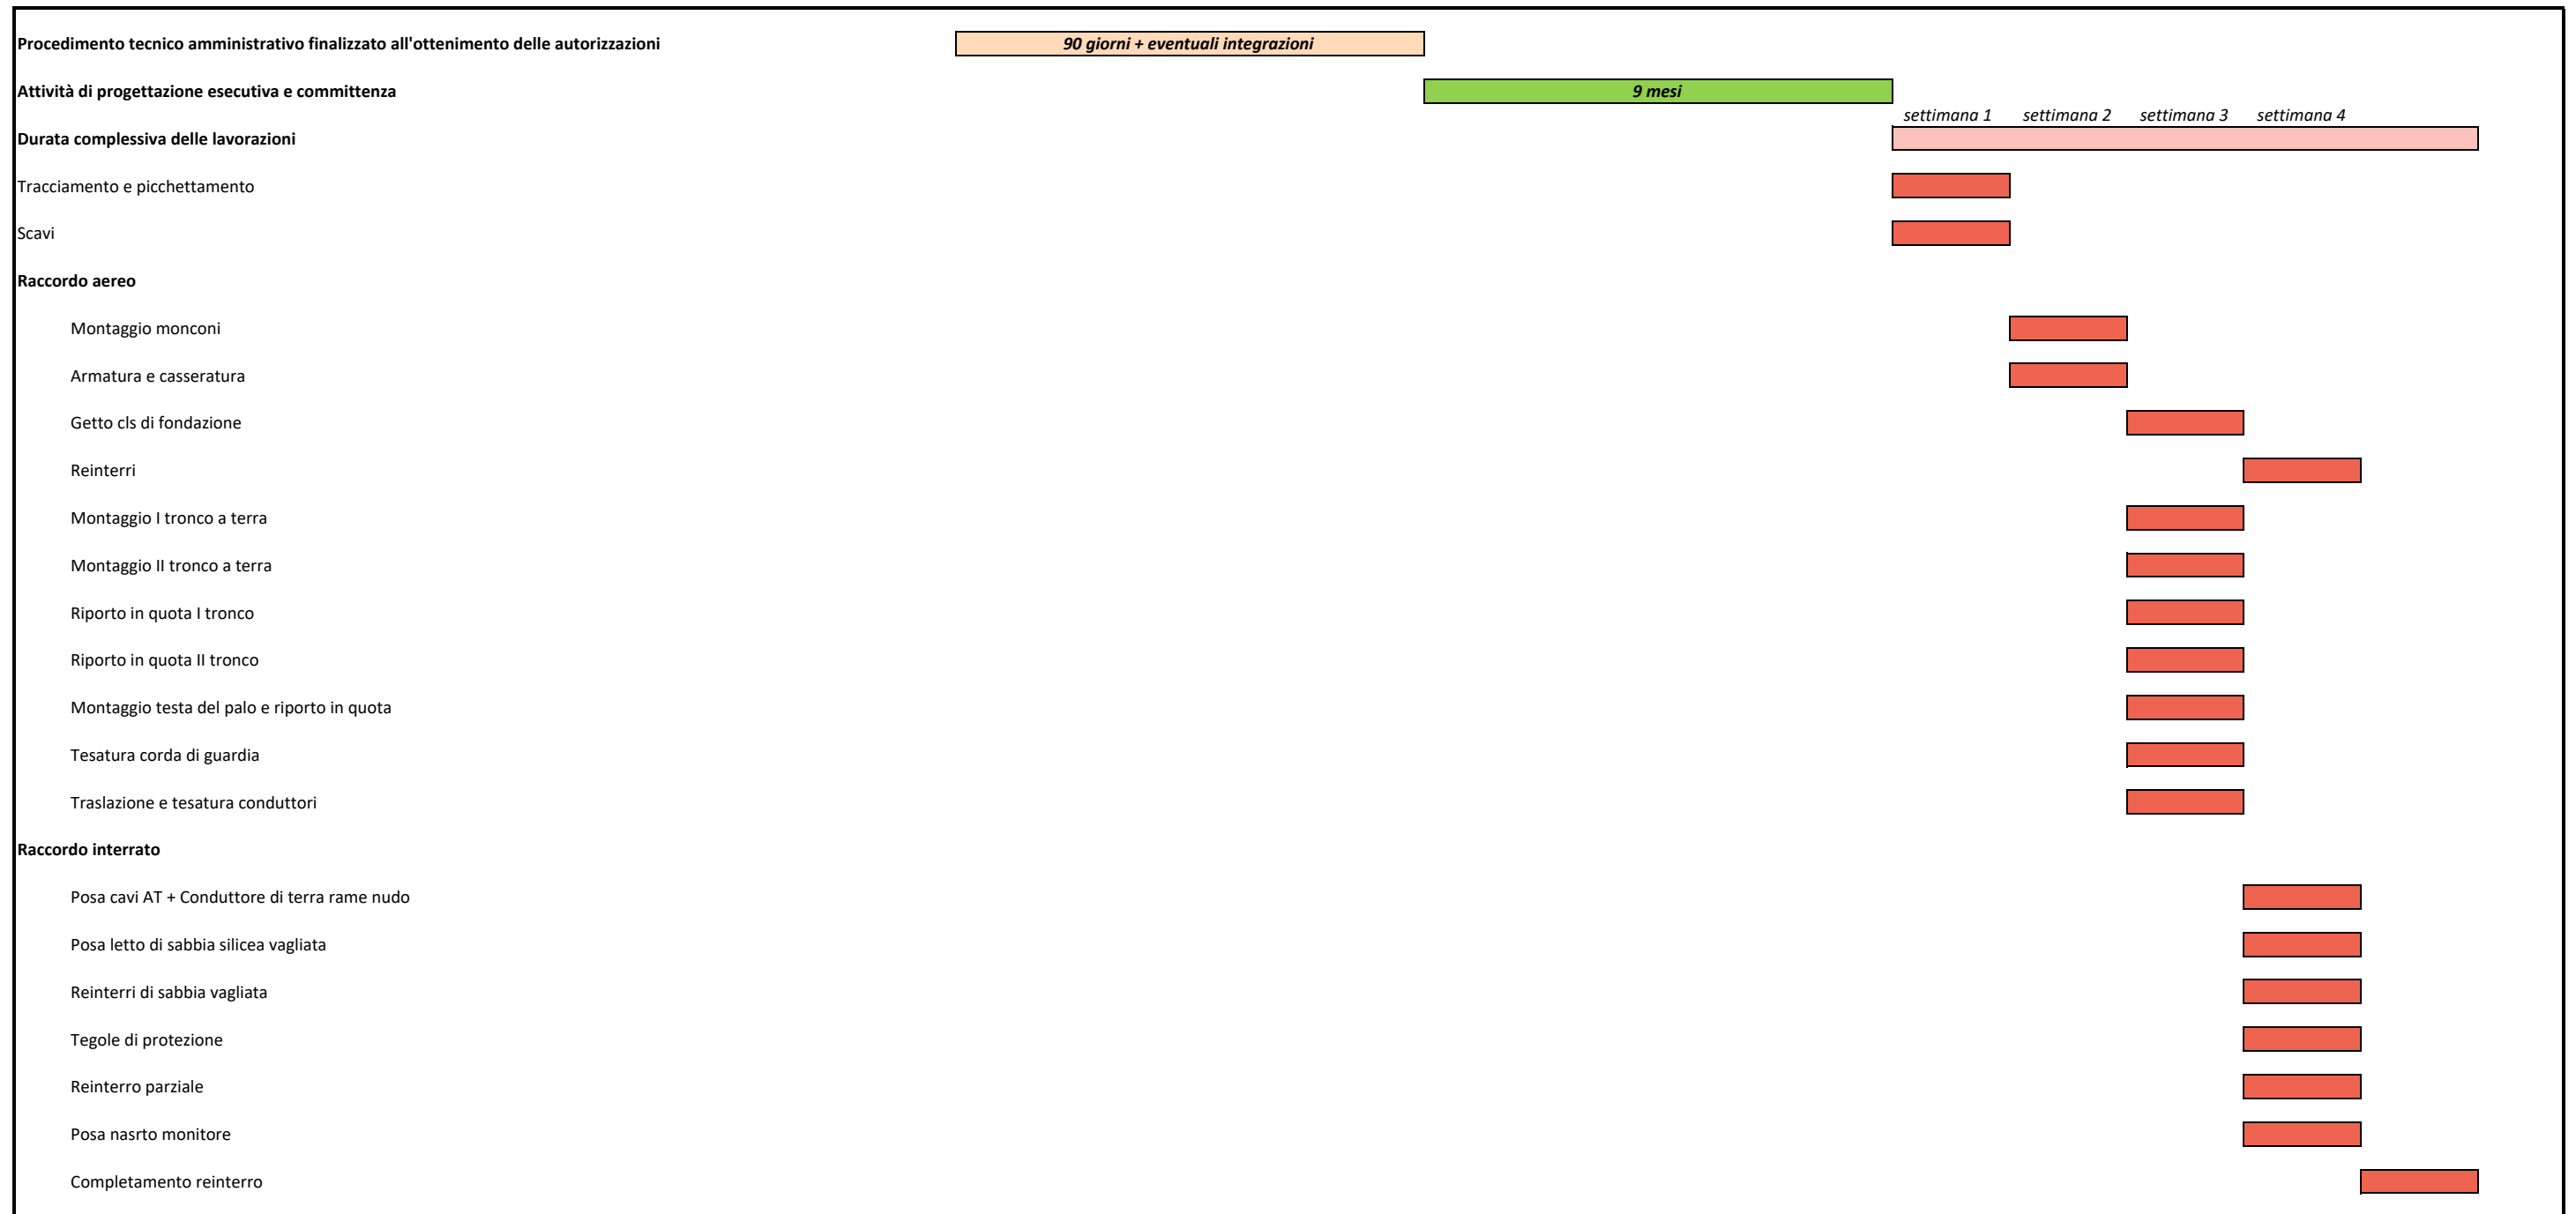 Procedimento tecnico amministrativo finalizzato all'ottenimento delle autorizzazioni
90 giorni + eventuali integrazioni
Attività di progettazione esecutiva e committenza
9 mesi
settimana 1 settimana 2 settimana 3 settimana 4
Durata complessiva delle lavorazioni
Tracciamento e picchettamento
Scavi
Raccordo aereo
Montaggio monconi
Armatura e casseratura
Getto cls di fondazione
Reinterri
Montaggio I tronco a terra
Montaggio II tronco a terra
Riporto in quota I tronco
Riporto in quota II tronco
Montaggio testa del palo e riporto in quota
Tesatura corda di guardia
Traslazione e tesatura conduttori
Raccordo interrato
Posa cavi AT + Conduttore di terra rame nudo
Posa letto di sabbia silicea vagliata
Reinterri di sabbia vagliata
Tegole di protezione
Reinterro parziale
Posa nasrto monitore
Completamento reinterro